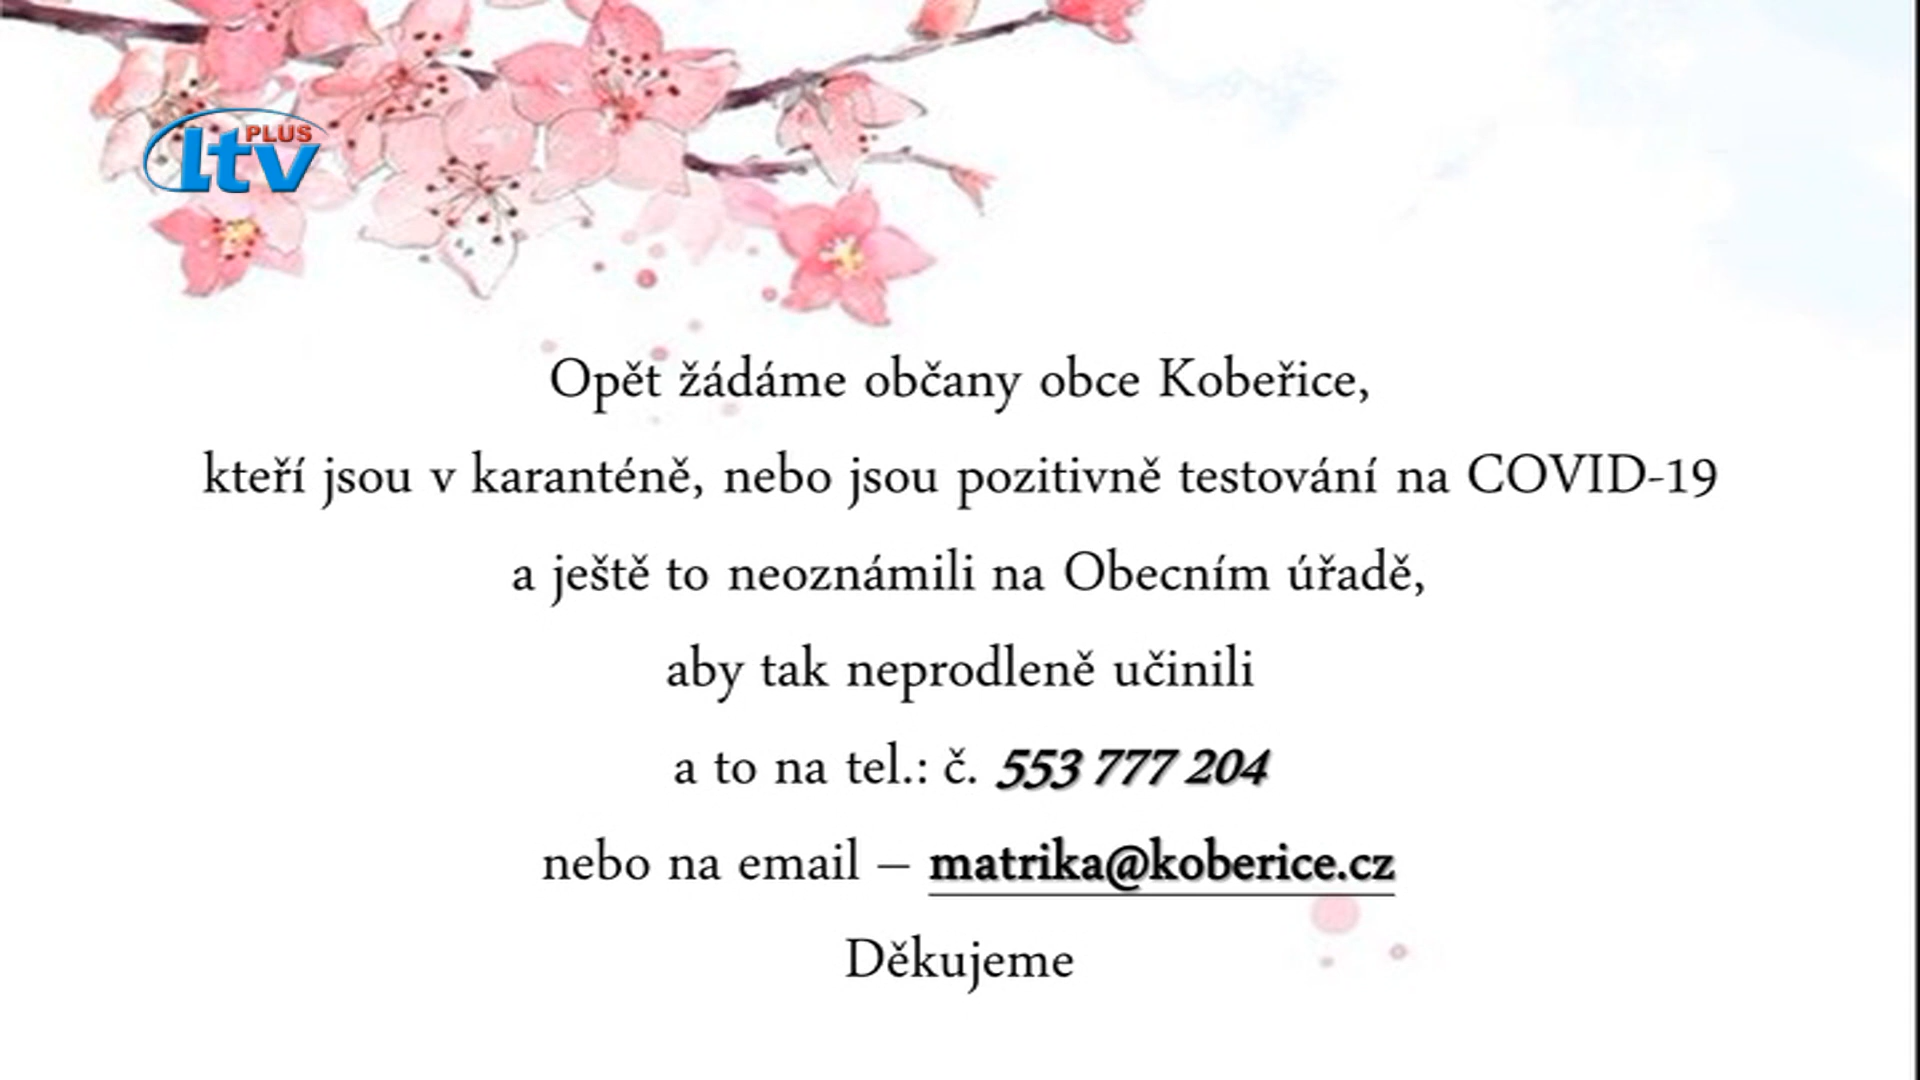 ltv PLUS
Opět žádáme občany obce Kobeřice,
kteří jsou v karanténě, nebo jsou pozitivně testování na COVID-19
a ještě to neoznámili na Obecním úřadě,
aby tak neprodleně učinili
a to na tel.: č. 553 777 204
nebo na email – matrika@koberice.cz
Děkujeme